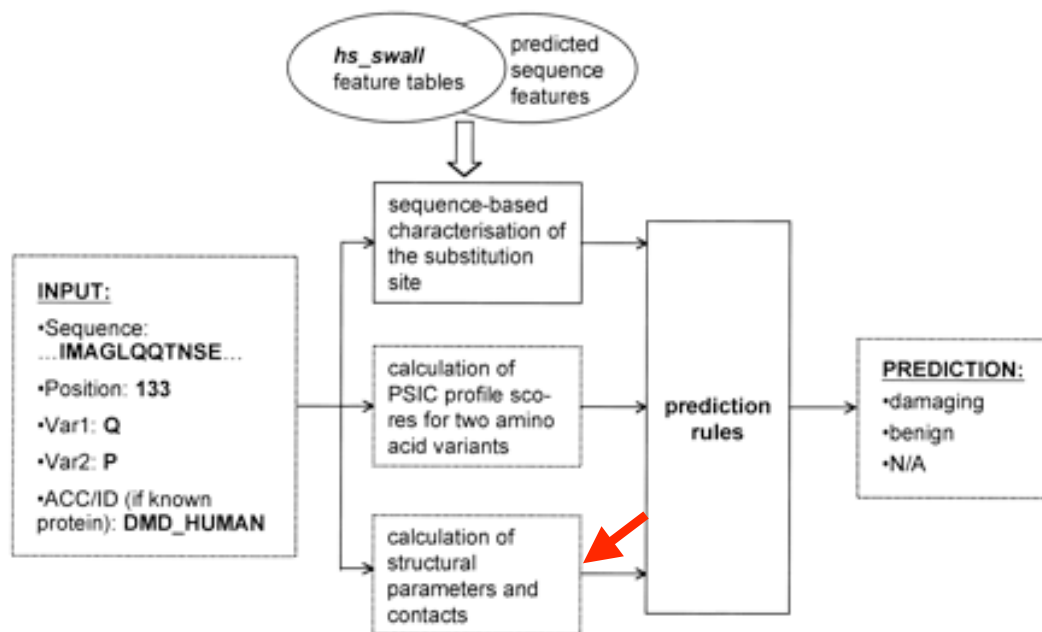 hs_swall
feature tables
predicted
sequence
features
sequence-based
characterisation of
the substitution
site
INPUT:
•Sequence:
...IMAGLQQTNSE...
•Position: 133
•Var1: Q
•Var2: P
•ACC/ID (if known
protein): DMD_HUMAN
calculation of
PSIC profile sco-
res for two amino
acid variants
calculation of
structural
parameters and
contacts
prediction
rules
PREDICTION:
•damaging
•benign
•N/A